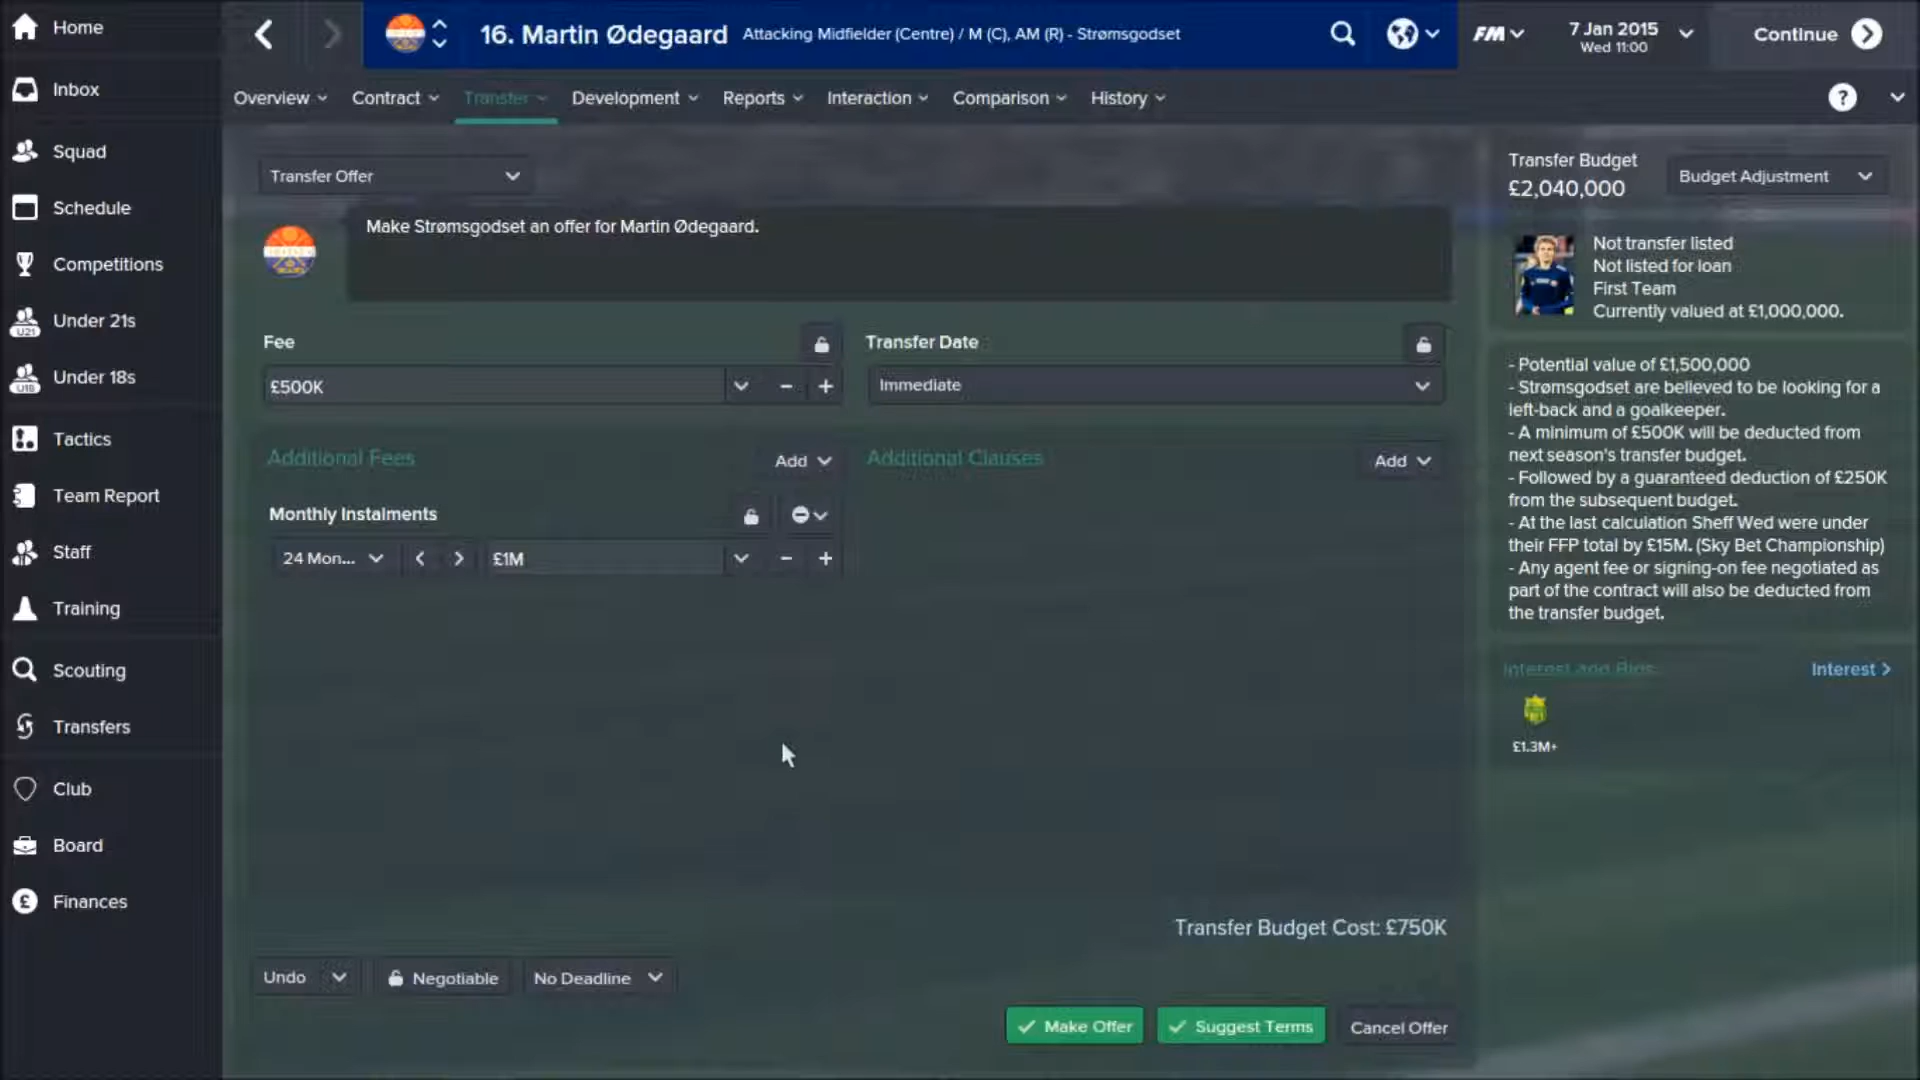 Home
Inbox
Squad
Schedule
Competitions
Under 21s
Under 18s
Tactics
Team Report
Staff
Training
Scouting
Transfers
Club
Board
Finances
16. Martin Ødegaard
Attacking Midfielder (Centre) / M (C), AM (R) - Strømsgodset
FM
7 Jan 2015
Wed 11:00
Continue
Overview
Contract
Transfer
Development
Reports
Interaction
Comparison
History
?
Transfer Offer
Make Strømsgodset an offer for Martin Ødegaard.
Fee
£500K
Transfer Date
Immediate
Additional Fees
Add
Additional Clauses
Add
Monthly Instalments
24 Mon...
£1M
Transfer Budget Cost: £750K
Undo
Negotiable
No Deadline
Make Offer
Suggest Terms
Cancel Offer
Transfer Budget
£2,040,000
Budget Adjustment
Not transfer listed
Not listed for loan
First Team
Currently valued at £1,000,000.
- Potential value of £1,500,000
- Strømsgodset are believed to be looking for a
left-back and a goalkeeper.
- A minimum of £500K will be deducted from
next season's transfer budget.
- Followed by a guaranteed deduction of £250K
from the subsequent budget.
- At the last calculation Sheff Wed were under
their FFP total by £15M. (Sky Bet Championship)
- Any agent fee or signing-on fee negotiated as
part of the contract will also be deducted from
the transfer budget.
Interest and Bids
Interest >
£1.3M+